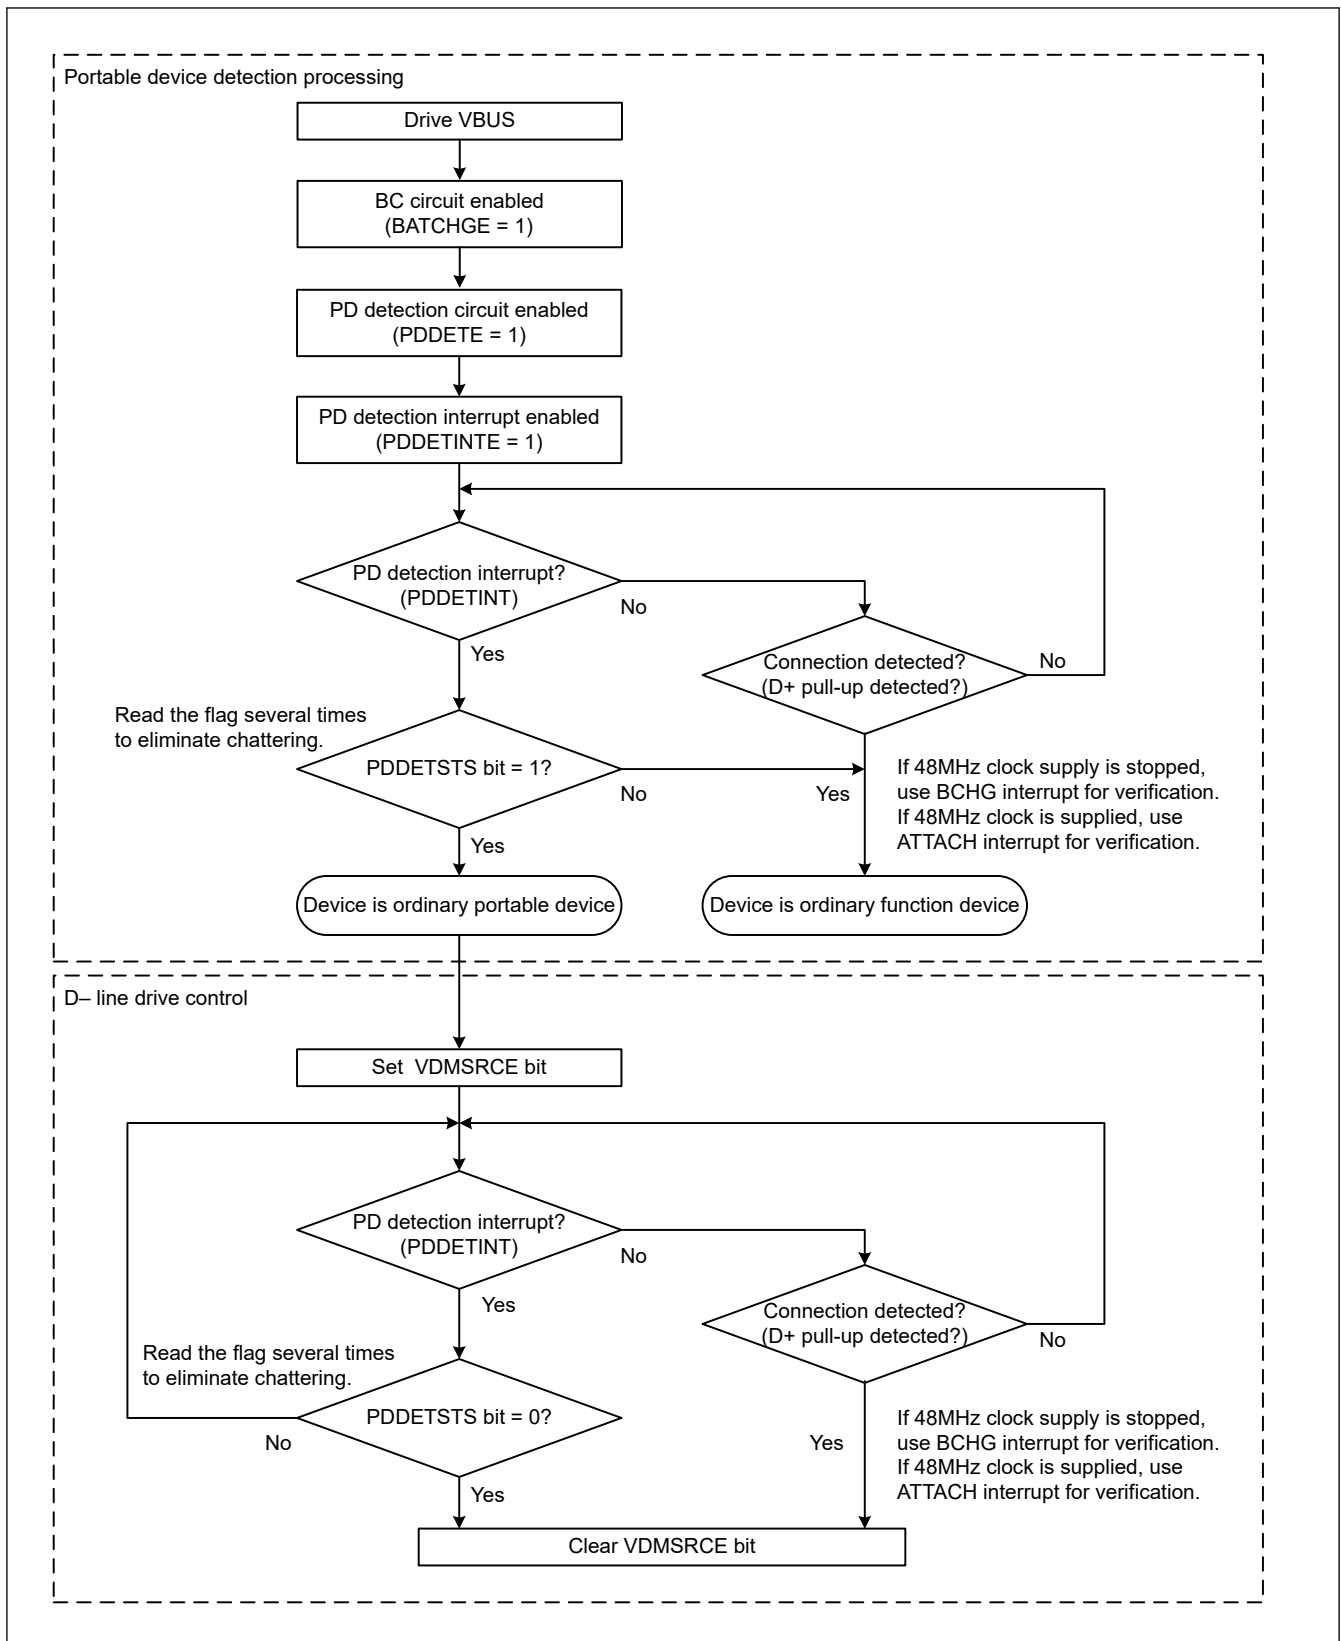 Portable device detection processing
Drive VBUS
BC circuit enabled
(BATCHGE = 1)
PD detection circuit enabled
(PDDETE = 1)
PD detection interrupt enabled
(PDDETINTE = 1)
PD detection interrupt?
(PDDETINT)
No
Yes
Connection detected?
(D+ pull-up detected?)
No
Read the flag several times
to eliminate chattering.
PDDETSTS bit = 1?
No
Yes
Yes
If 48MHz clock supply is stopped,
use BCHG interrupt for verification.
If 48MHz clock is supplied, use
ATTACH interrupt for verification.
Device is ordinary portable device
Device is ordinary function device
D– line drive control
Set VDMSRCE bit
PD detection interrupt?
(PDDETINT)
No
Yes
Connection detected?
(D+ pull-up detected?)
No
Read the flag several times
to eliminate chattering.
PDDETSTS bit = 0?
No
Yes
Yes
If 48MHz clock supply is stopped,
use BCHG interrupt for verification.
If 48MHz clock is supplied, use
ATTACH interrupt for verification.
Clear VDMSRCE bit